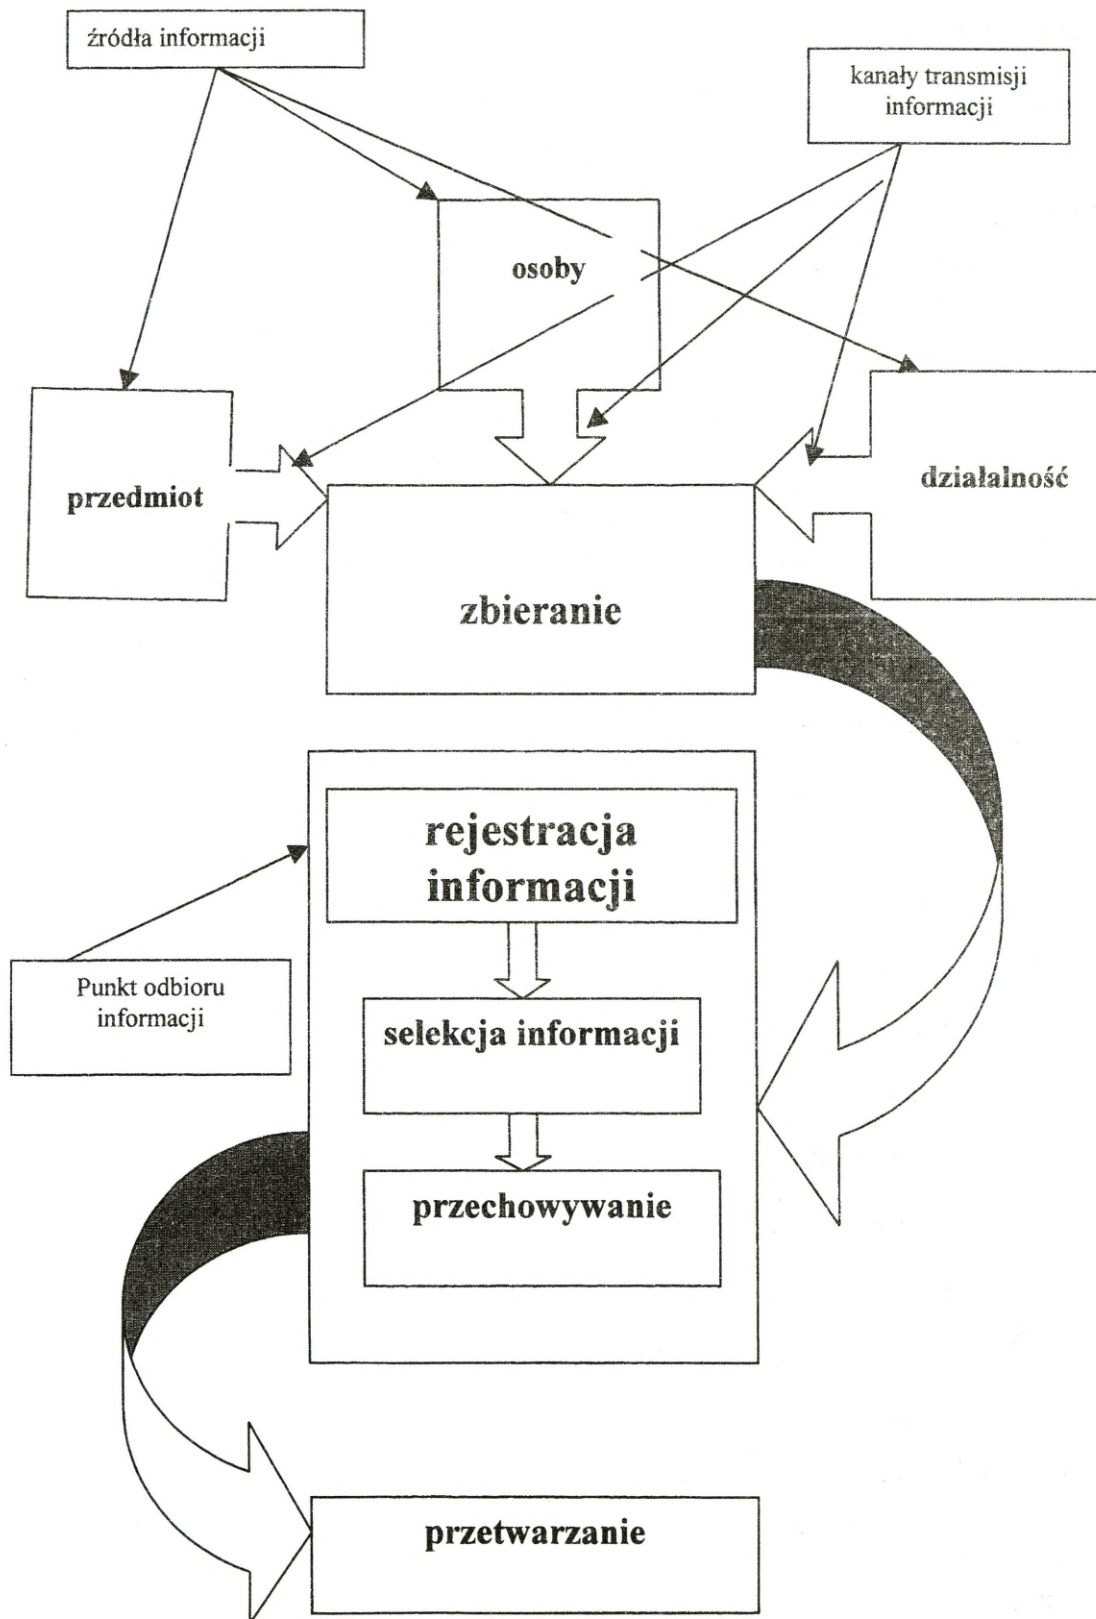 źródła informacji
kanały transmisji
informacji
osoby
przedmiot
działalność
zbieranie
rejestracja
informacji
Punkt odbioru
informacji
selekcja informacji
przechowywanie
przetwarzanie